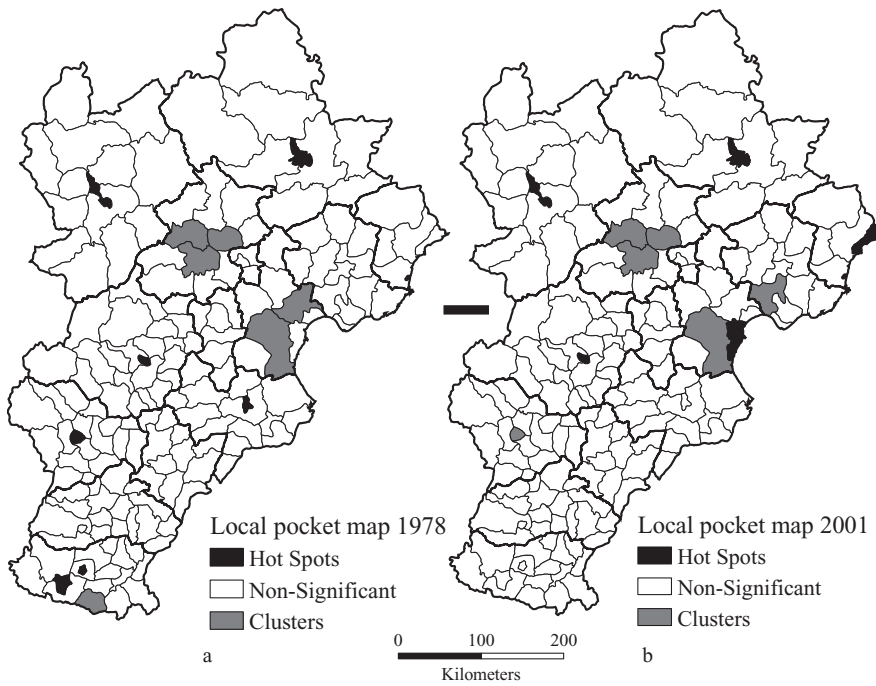 Local pocket map 1978
Hot Spots
Non-Significant
Clusters
a
Local pocket map 2001
Hot Spots
Non-Significant
Clusters
b
0 100 200
Kilometers